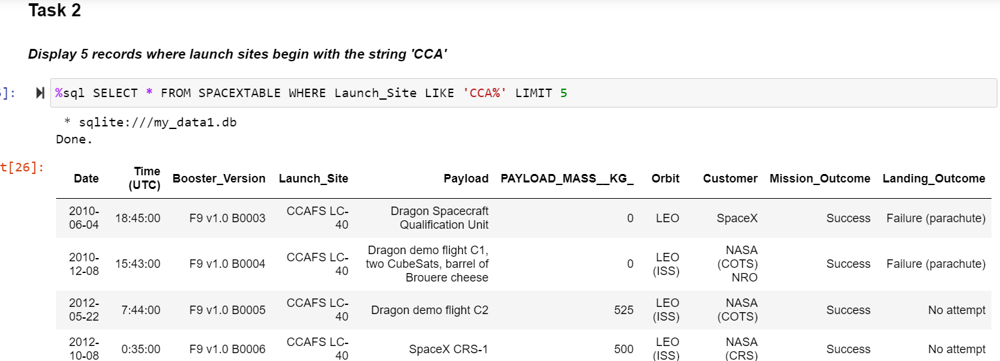 Task 2
Display 5 records where launch sites begin with the string 'CCA'
]: %sql SELECT * FROM SPACEXTABLE WHERE Launch_Site LIKE 'CCA%' LIMIT 5
* sqlite:///my_data1.db
Done.
t[26]:
Date Time (UTC) Booster_Version Launch_Site Payload PAYLOAD_MASS__KG_ Orbit Customer Mission_Outcome Landing_Outcome
2010-06-04 18:45:00 F9 v1.0 B0003 CCAFS LC-40 Dragon Spacecraft Qualification Unit 0 LEO SpaceX Success Failure (parachute)
2010-12-08 15:43:00 F9 v1.0 B0004 CCAFS LC-40 Dragon demo flight C1, two CubeSats, barrel of Brouere cheese 0 LEO (ISS) NASA (COTS) NRO Success Failure (parachute)
2012-05-22 7:44:00 F9 v1.0 B0005 CCAFS LC-40 Dragon demo flight C2 525 LEO (ISS) NASA (COTS) Success No attempt
2012-10-08 0:35:00 F9 v1.0 B0006 CCAFS LC-40 SpaceX CRS-1 500 LEO (ISS) NASA (CRS) Success No attempt